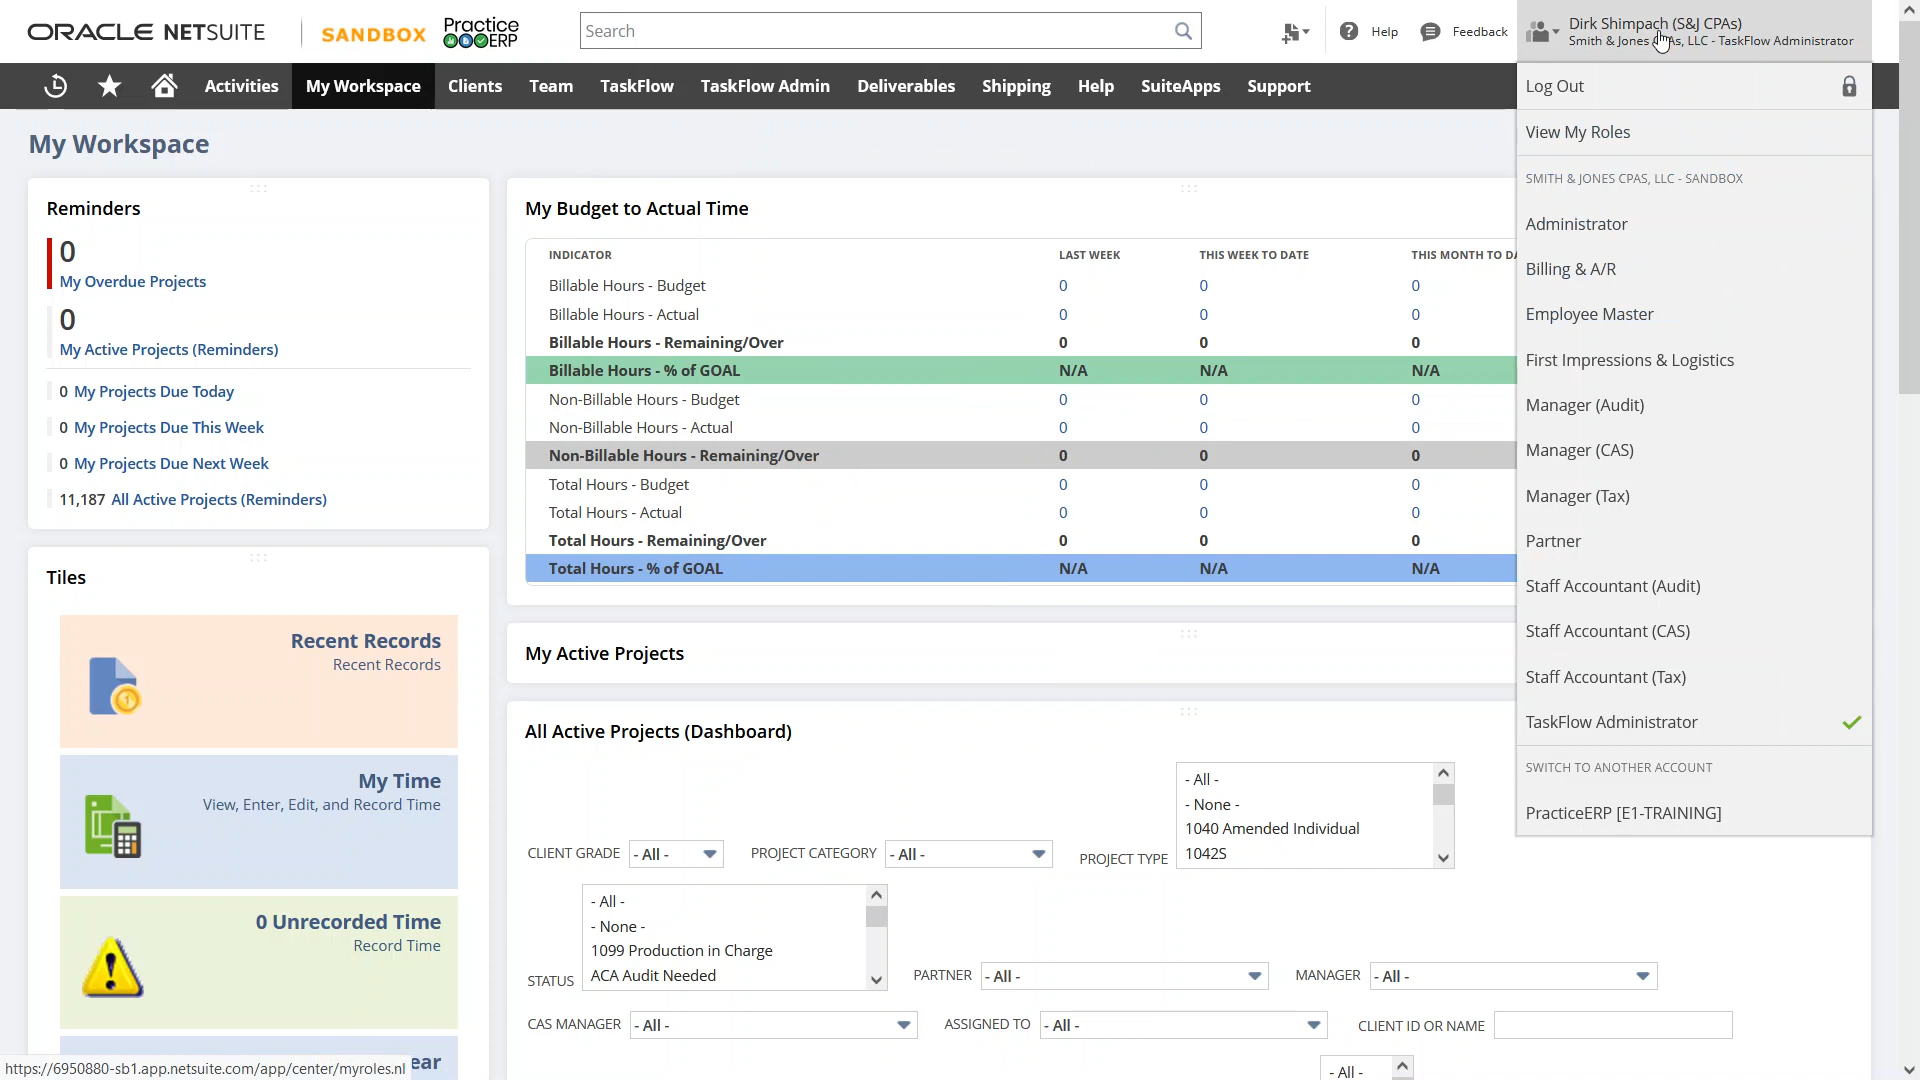 ORACLE NETSUITE
SANDBOX
Practice
ERP
Search
Help
Feedback
Dirk Shimpach (S&J CPAs)
Smith & Jones As, LLC - TaskFlow Administrator
Activities
My Workspace
Clients
Team
TaskFlow
TaskFlow Admin
Deliverables
Shipping
Help
SuiteApps
Support
My Workspace
Reminders
0
My Overdue Projects
0
My Active Projects (Reminders)
0 My Projects Due Today
0 My Projects Due This Week
0 My Projects Due Next Week
11,187 All Active Projects (Reminders)
Tiles
Recent Records
Recent Records
My Time
View, Enter, Edit, and Record Time
0 Unrecorded Time
Record Time
ear
https://6950880-sb1.app.netsuite.com/app/center/myroles.nl
My Budget to Actual Time
INDICATOR LAST WEEK THIS WEEK TO DATE THIS MONTH TO DA
Billable Hours - Budget 0 0 0
Billable Hours - Actual 0 0 0
Billable Hours - Remaining/Over 0 0 0
Billable Hours - % of GOAL N/A N/A N/A
Non-Billable Hours - Budget 0 0 0
Non-Billable Hours - Actual 0 0 0
Non-Billable Hours - Remaining/Over 0 0 0
Total Hours - Budget 0 0 0
Total Hours - Actual 0 0 0
Total Hours - Remaining/Over 0 0 0
Total Hours - % of GOAL N/A N/A N/A
My Active Projects
All Active Projects (Dashboard)
CLIENT GRADE - All -
PROJECT CATEGORY - All -
PROJECT TYPE
- All -
- None -
1040 Amended Individual
1042S
STATUS
- All -
- None -
1099 Production in Charge
ACA Audit Needed
PARTNER - All -
MANAGER - All -
CAS MANAGER - All -
ASSIGNED TO - All -
CLIENT ID OR NAME
- All -
Log Out
View My Roles
SMITH & JONES CPAS, LLC - SANDBOX
Administrator
Billing & A/R
Employee Master
First Impressions & Logistics
Manager (Audit)
Manager (CAS)
Manager (Tax)
Partner
Staff Accountant (Audit)
Staff Accountant (CAS)
Staff Accountant (Tax)
TaskFlow Administrator
SWITCH TO ANOTHER ACCOUNT
PracticeERP [E1-TRAINING]